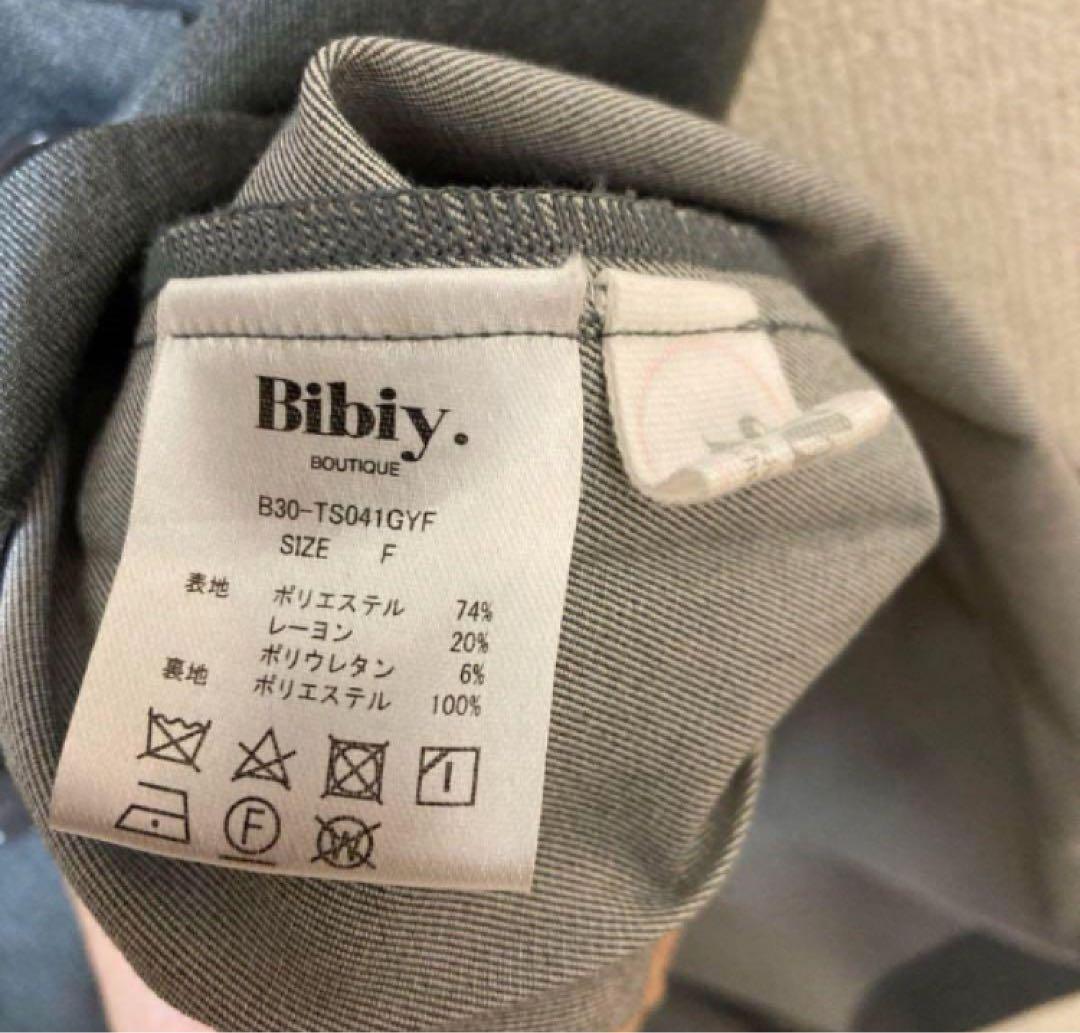 Bibiy.
BOUTIQUE
B30-TS041GYF
SIZE F
表地 ポリエステル 74%
レーヨン 20%
ポリウレタン 6%
裏地 ポリエステル 100%
F
W